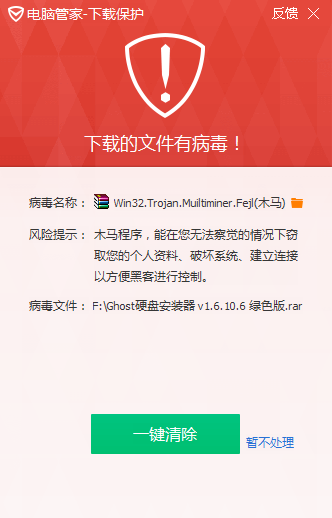 电脑管家-下载保护 反馈
下载的文件有病毒！
病毒名称： Win32.Trojan.Muiltiminer.Fejl(木马)
风险提示： 木马程序，能在您无法察觉的情况下窃
取您的个人资料、破坏系统、建立连接
以方便黑客进行控制。
病毒文件： F:\Ghost硬盘安装器 v1.6.10.6 绿色版.rar
一键清除
暂不处理